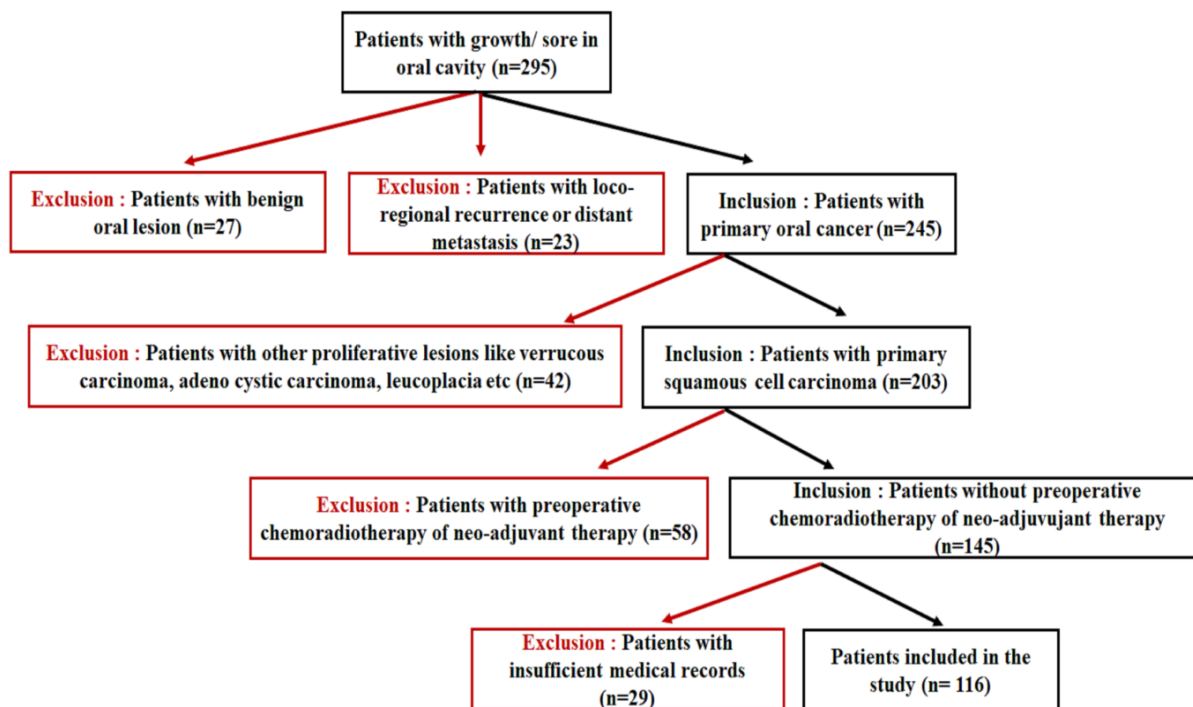 Patients with growth/ sore in
oral cavity (n=295)
Exclusion : Patients with benign
oral lesion (n=27)
Exclusion : Patients with loco-
regional recurrence or distant
metastasis (n=23)
Inclusion : Patients with
primary oral cancer (n=245)
Exclusion : Patients with other proliferative lesions like verrucous
carcinoma, adeno cystic carcinoma, leucoplacia etc (n=42)
Inclusion : Patients with primary
squamous cell carcinoma (n=203)
Exclusion : Patients with preoperative
chemoradiotherapy of neo-adjuvant therapy (n=58)
Inclusion : Patients without preoperative
chemoradiotherapy of neo-adjuvujant therapy
(n=145)
Exclusion : Patients with
insufficient medical records
(n=29)
Patients included in the
study (n= 116)